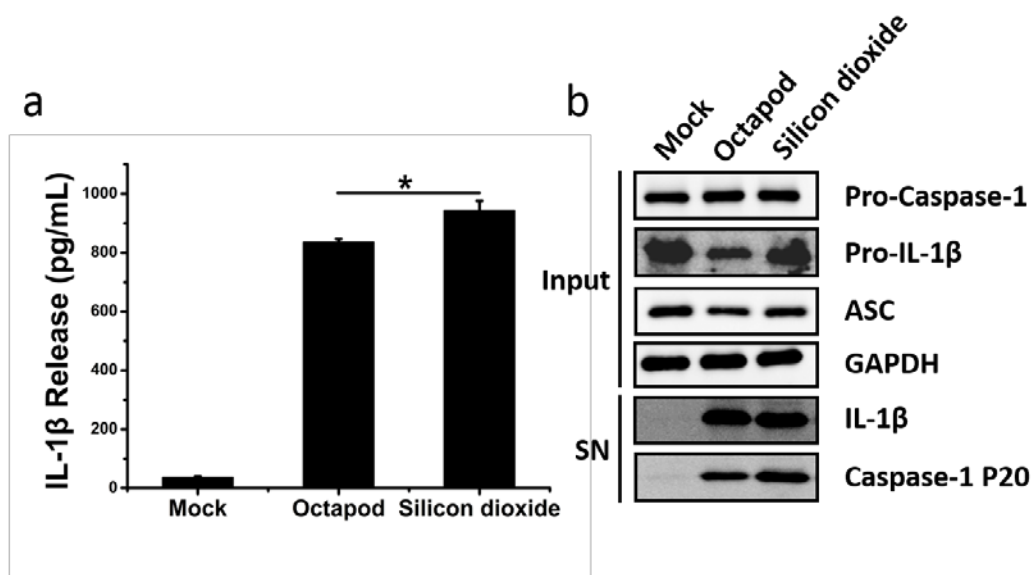 a
IL-1β Release (pg/mL)
1000
800
600
400
200
0
Mock Octapod Silicon dioxide
*
b
Mock Octapod Silicon dioxide
Input
Pro-Caspase-1
Pro-IL-1β
ASC
GAPDH
SN
IL-1β
Caspase-1 P20